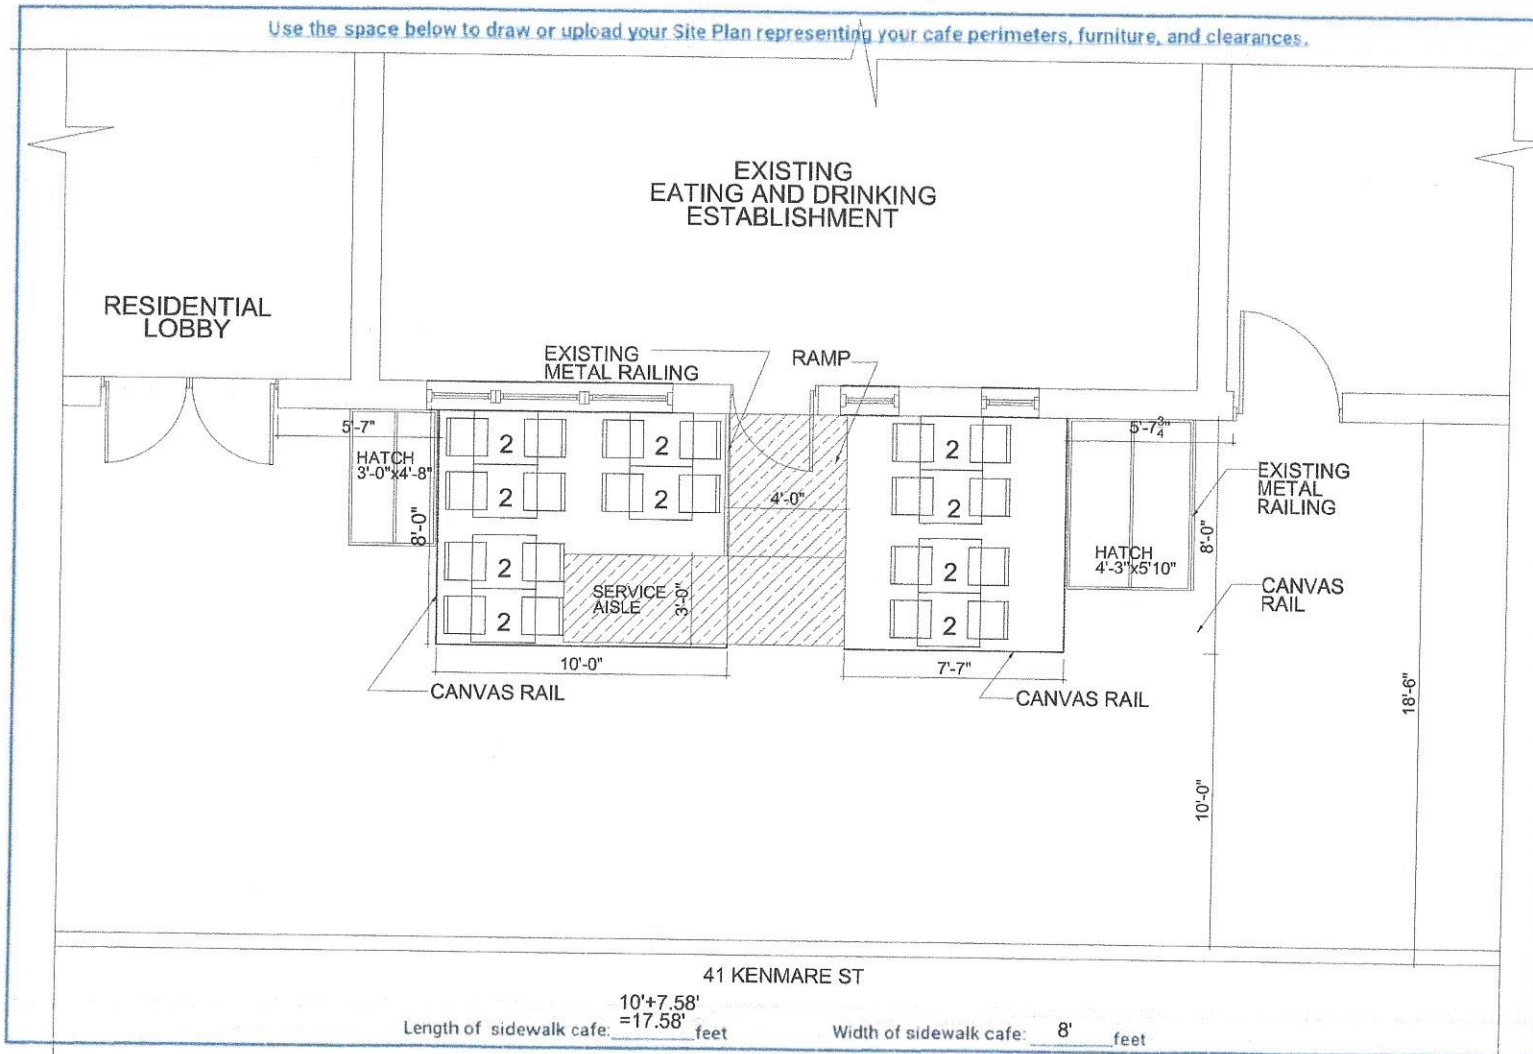 Use the space below to draw or upload your Site Plan representing your cafe perimeters, furniture, and clearances.
EXISTING
EATING AND DRINKING
ESTABLISHMENT
RESIDENTIAL
LOBBY
EXISTING
METAL RAILING
RAMP
5'-7"
HATCH
3'-0"x4'-8"
8'-0"
2
2
2
2
2
2
SERVICE
AISLE
3'-0"
4'-0"
2
2
2
2
5'-7¾"
HATCH
4'-3"x5'10"
8'-0"
EXISTING
METAL
RAILING
CANVAS
RAIL
10'-0"
7'-7"
CANVAS RAIL
CANVAS RAIL
10'-0"
18'-6"
41 KENMARE ST
10'+7.58'
Length of sidewalk cafe: =17.58' feet
Width of sidewalk cafe: 8' feet